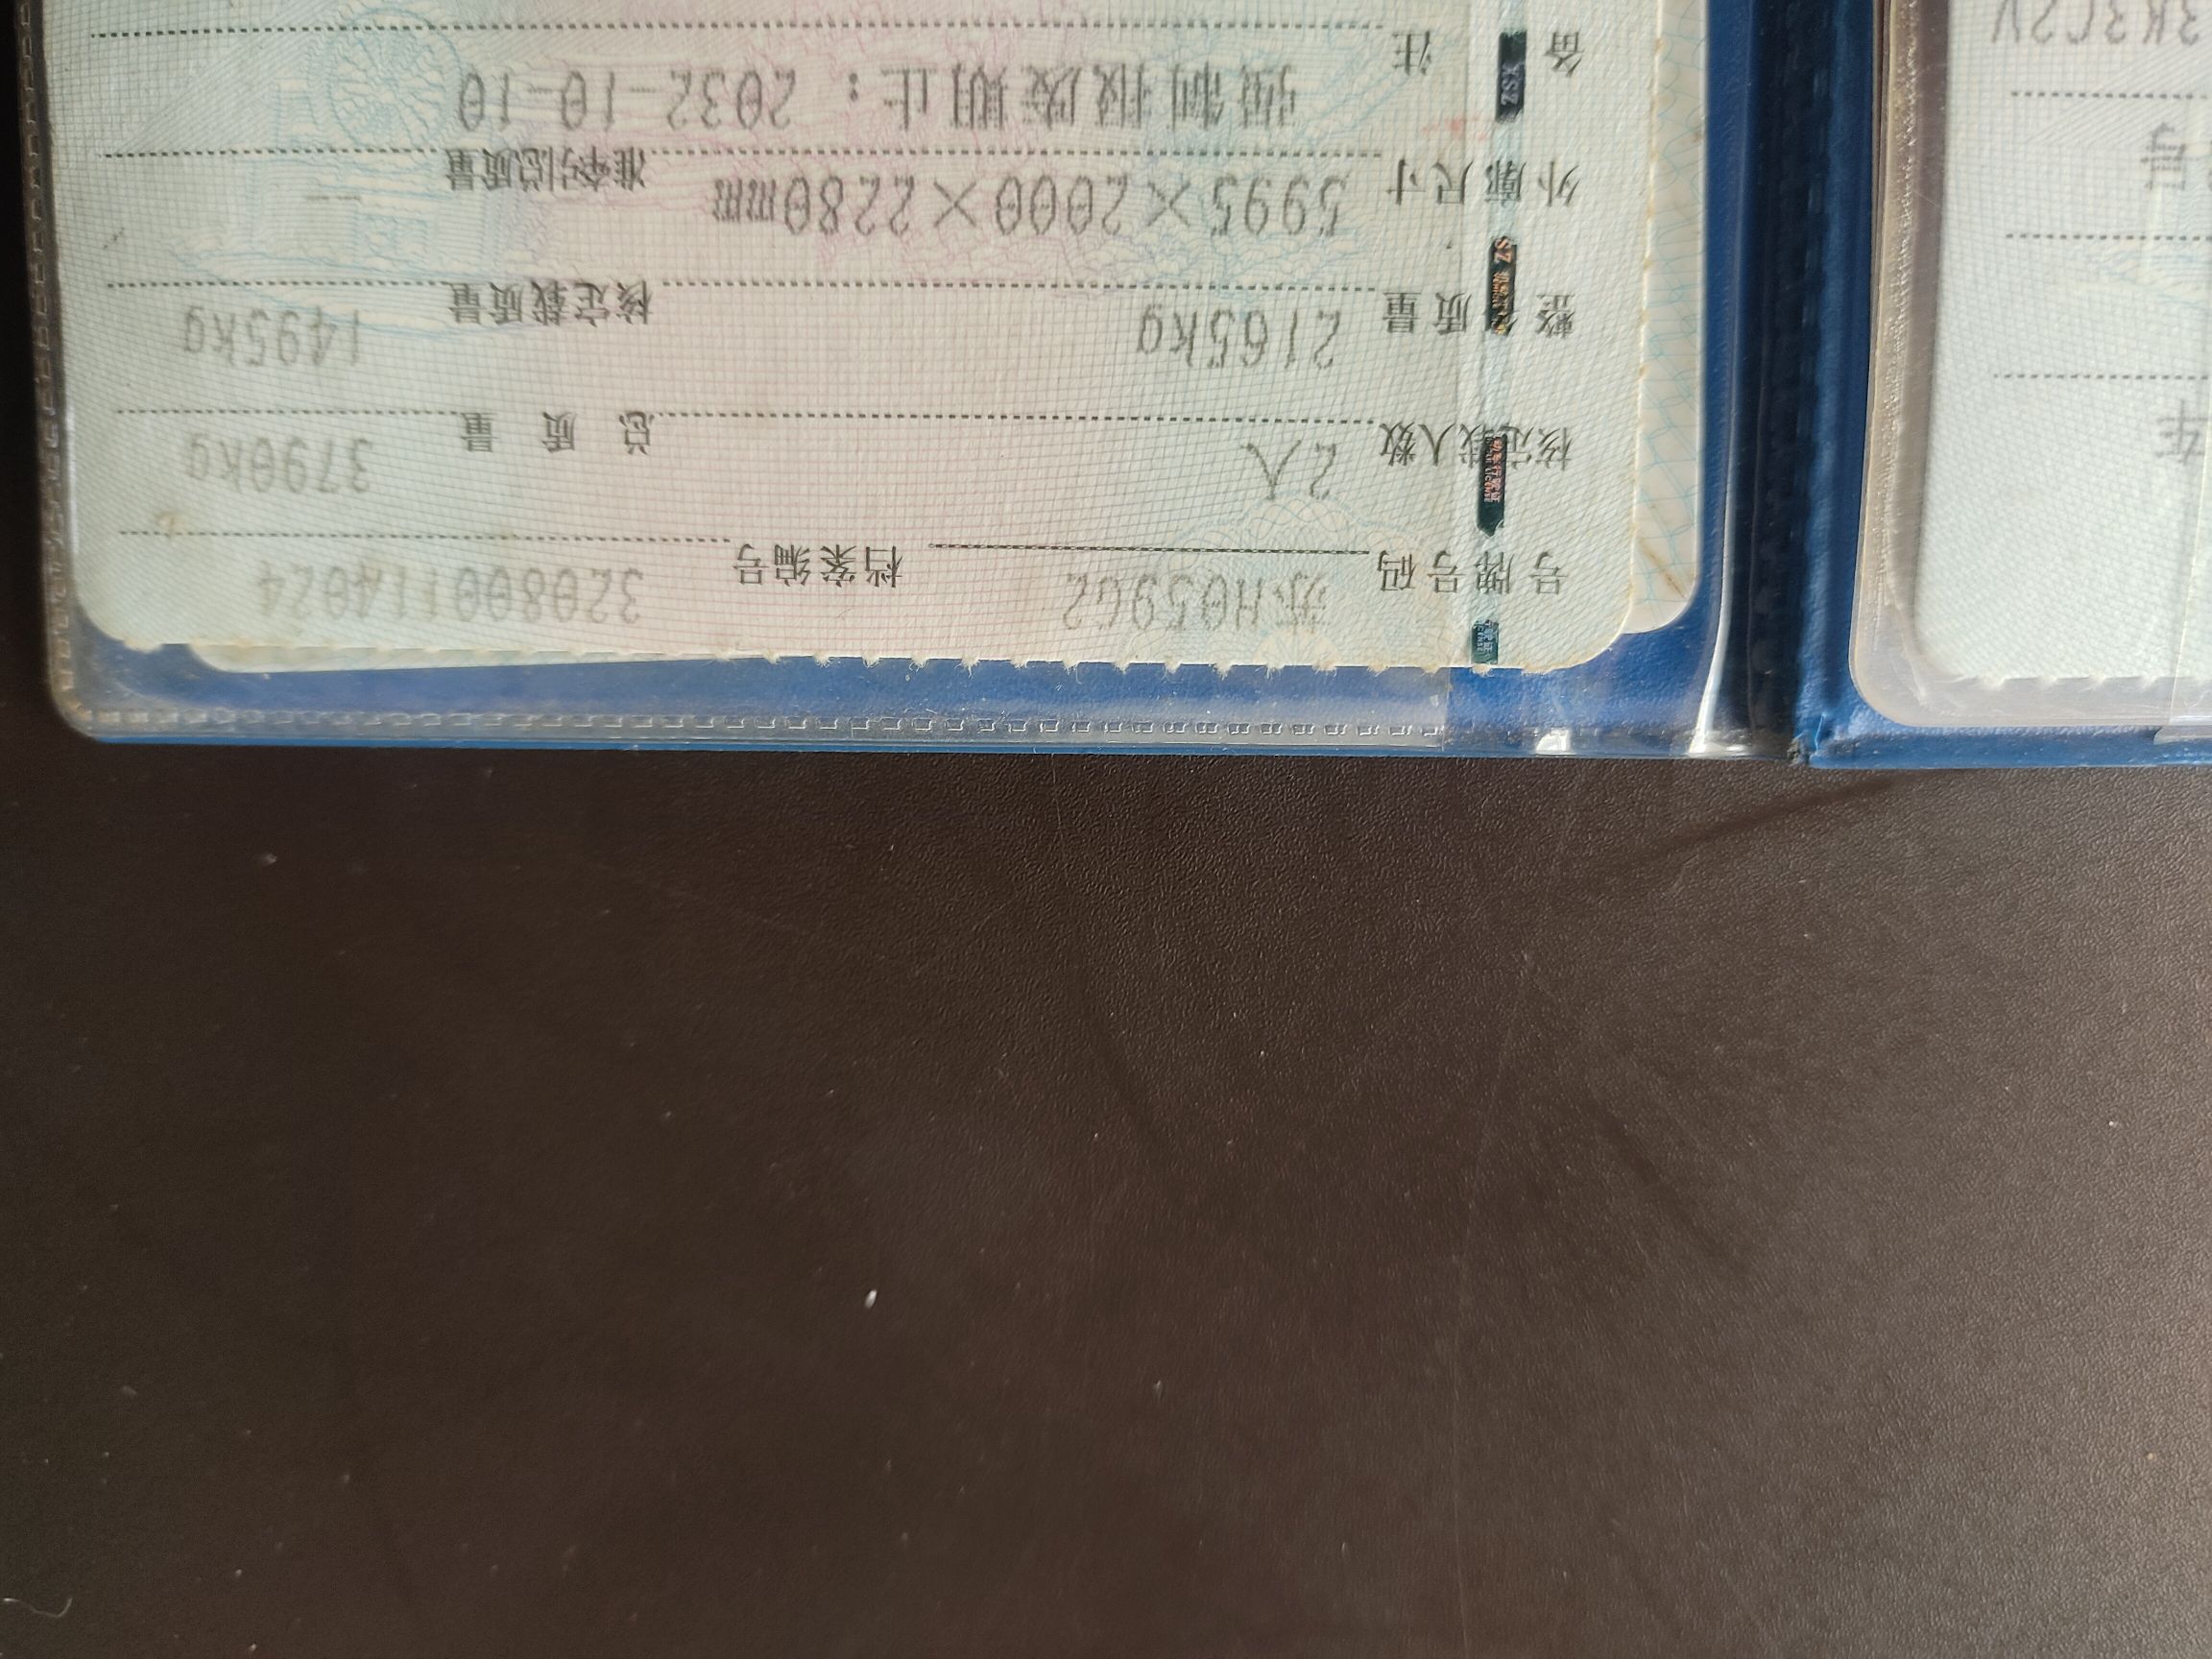 号牌号码 苏H059G2 档案编号 320800114024
核定载人数 2人 总质量 3790kg
整备质量 2165kg 核定载质量 1495kg
外廓尺寸 5995×2000×2280mm 准牵引总质量 --
备注 强制报废期止：2032-10-10
车
号
XSZ